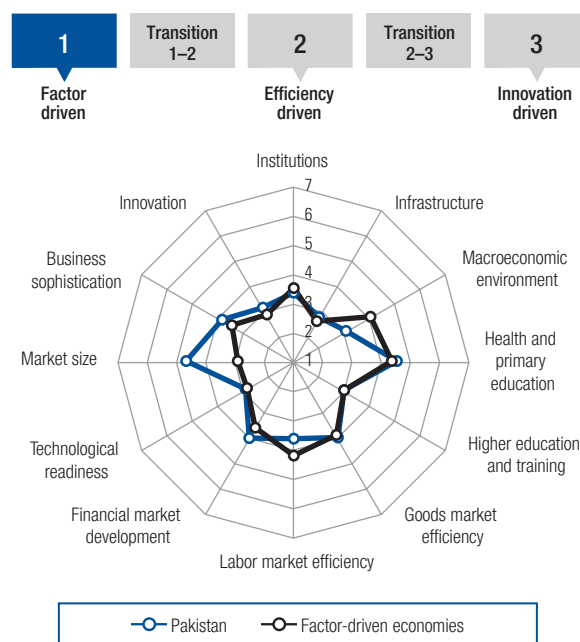 1
Transition
1–2
2
Transition
2–3
3
Factor
driven
Efficiency
driven
Innovation
driven
Institutions
7
Innovation
Infrastructure
6
5
Business
sophistication
Macroeconomic
environment
4
3
2
Market size
1
Health and
primary
education
Technological
readiness
Higher education
and training
Financial market
development
Goods market
efficiency
Labor market efficiency
Pakistan
Factor-driven economies